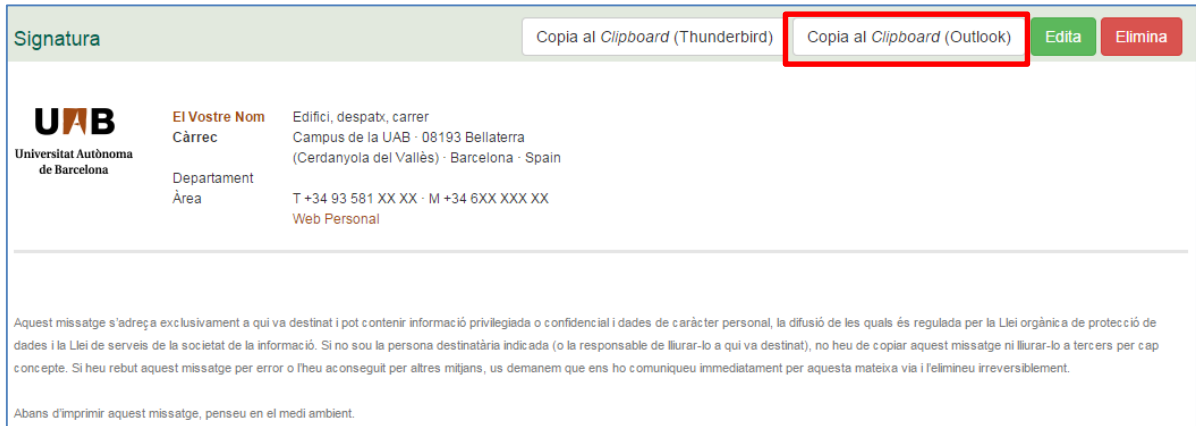 Signatura
Copia al Clipboard (Thunderbird)
Copia al Clipboard (Outlook)
Edita
Elimina
UAB
Universitat Autònoma
de Barcelona
El Vostre Nom
Càrrec
Departament
Àrea
Edifici, despatx, carrer
Campus de la UAB · 08193 Bellaterra
(Cerdanyola del Vallès) · Barcelona · Spain
T +34 93 581 XX XX · M +34 6XX XXX XX
Web Personal
Aquest missatge s’adreça exclusivament a qui va destinat i pot contenir informació privilegiada o confidencial i dades de caràcter personal, la difusió de les quals és regulada per la Llei orgànica de protecció de
dades i la Llei de serveis de la societat de la informació. Si no sou la persona destinatària indicada (o la responsable de lliurar-lo a qui va destinat), no heu de copiar aquest missatge ni lliurar-lo a tercers per cap
concepte. Si heu rebut aquest missatge per error o l’heu aconseguit per altres mitjans, us demanem que ens ho comuniqueu immediatament per aquesta mateixa via i l’elimineu irreversiblement.
Abans d’imprimir aquest missatge, penseu en el medi ambient.